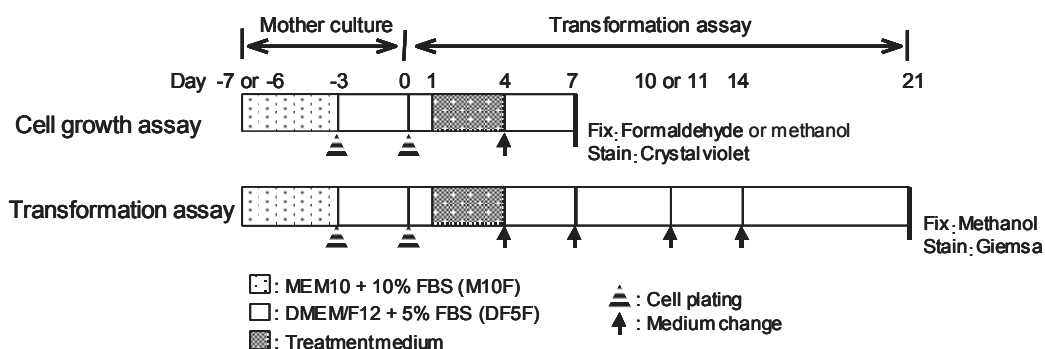 Mother culture Transformation assay
Day -7 or -6 -3 0 1 4 7 10 or 11 14 21
Cell growth assay
Fix: Formaldehyde or methanol
Stain: Crystal violet
Transformation assay
Fix: Methanol
Stain: Giemsa
: MEM10 + 10% FBS (M10F)
: DMEM/F12 + 5% FBS (DF5F)
: Treatment medium
: Cell plating
: Medium change